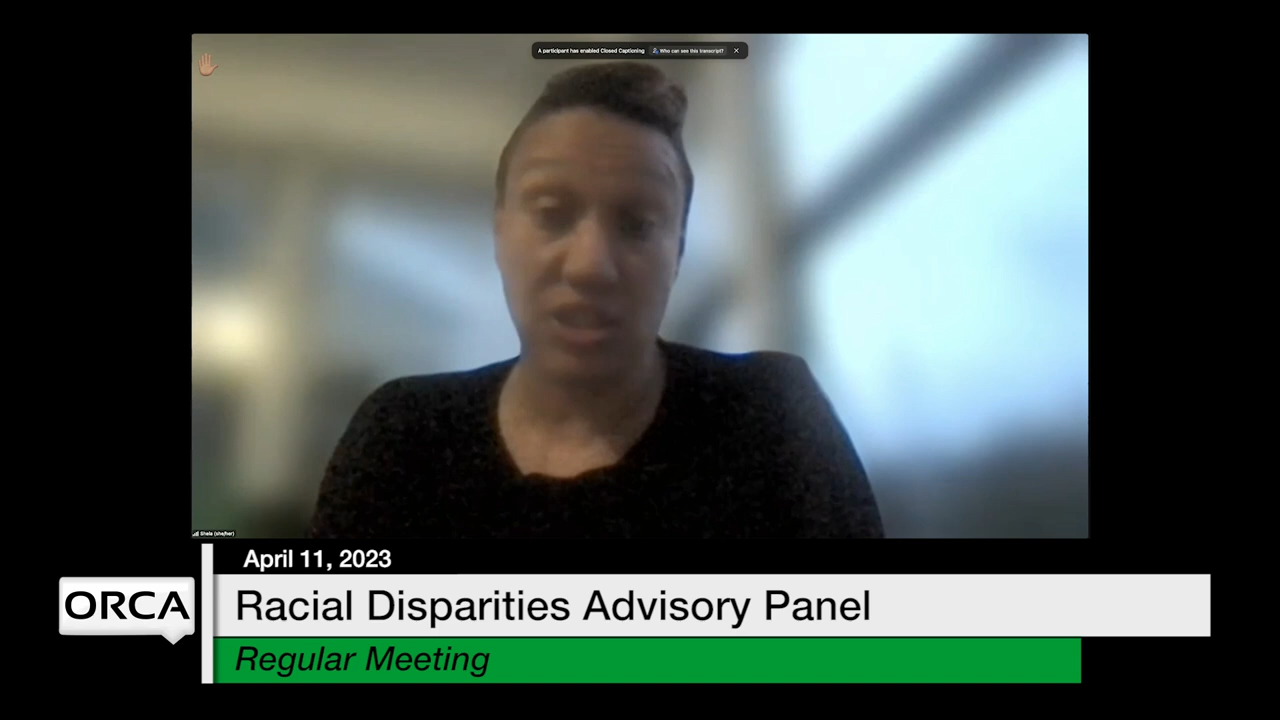 A participant has enabled Closed Captioning Who can see this transcript?
Sheila (she/her)
April 11, 2023
ORCA
Racial Disparities Advisory Panel
Regular Meeting